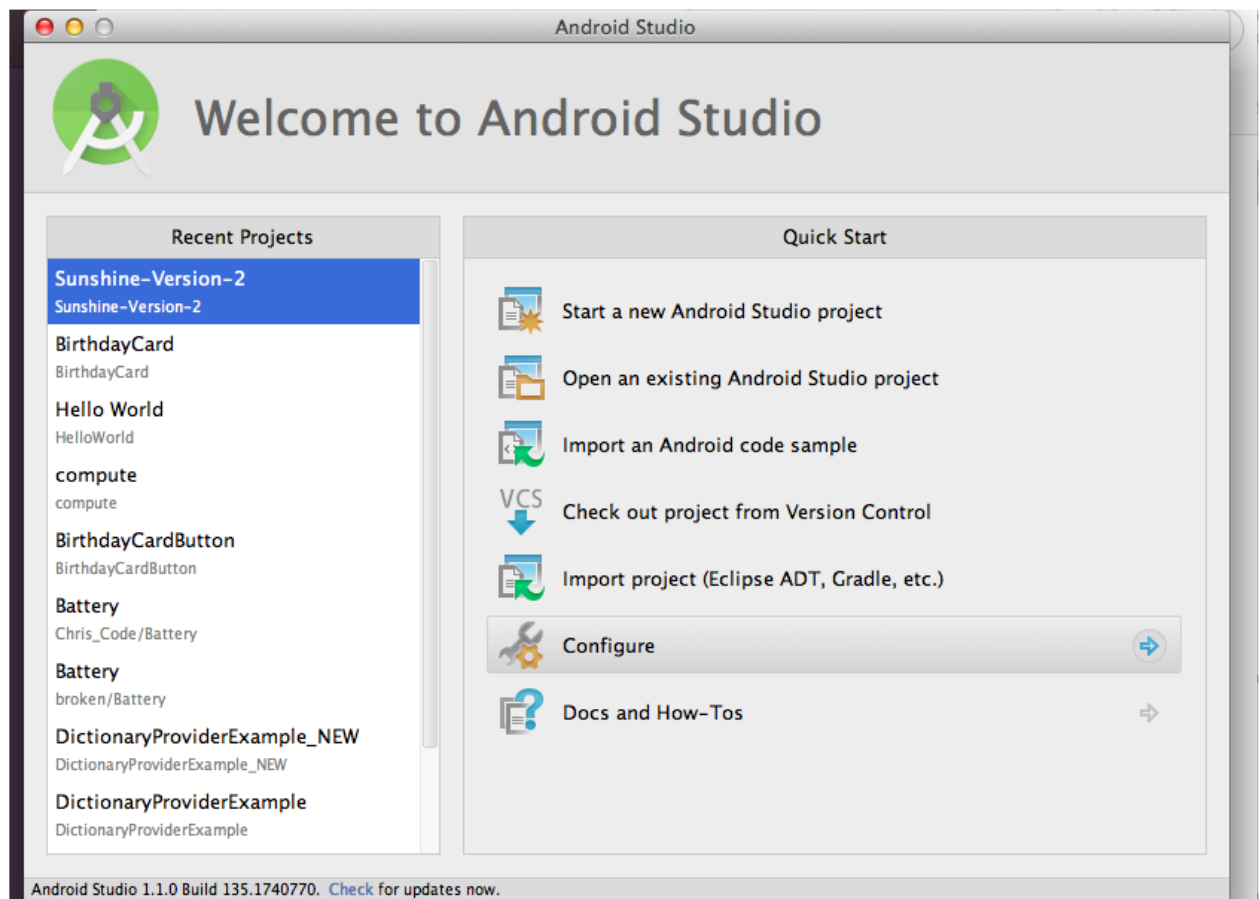 Android Studio
Welcome to Android Studio
Recent Projects
Sunshine-Version-2
Sunshine-Version-2
BirthdayCard
BirthdayCard
Hello World
HelloWorld
compute
compute
BirthdayCardButton
BirthdayCardButton
Battery
Chris_Code/Battery
Battery
broken/Battery
DictionaryProviderExample_NEW
DictionaryProviderExample_NEW
DictionaryProviderExample
DictionaryProviderExample
Quick Start
Start a new Android Studio project
Open an existing Android Studio project
Import an Android code sample
VCS
Check out project from Version Control
Import project (Eclipse ADT, Gradle, etc.)
Configure
Docs and How-Tos
Android Studio 1.1.0 Build 135.1740770. Check for updates now.